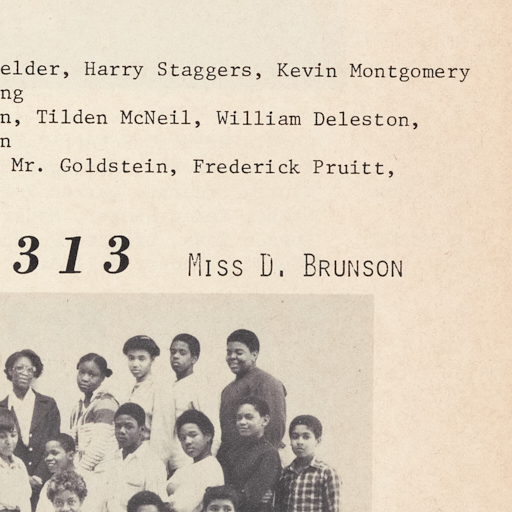 elder, Harry Staggers, Kevin Montgomery
ng
n, Tilden McNeil, William Deleston,
n
Mr. Goldstein, Frederick Pruitt,
313 Miss D. Brunson